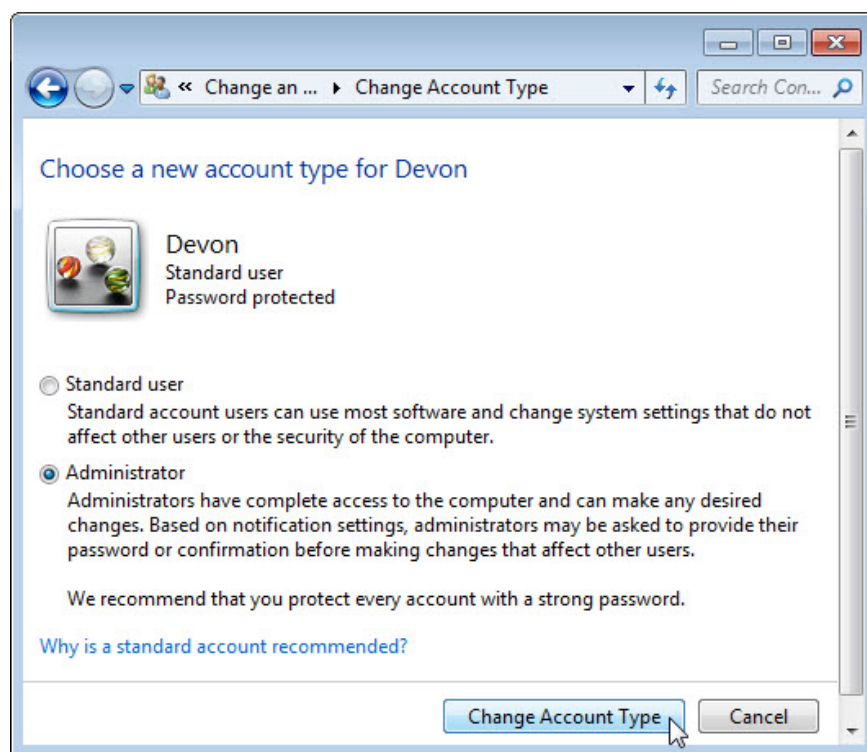 « Change an ... ▸ Change Account Type
Search Con...
Choose a new account type for Devon
Devon
Standard user
Password protected
Standard user
Standard account users can use most software and change system settings that do not
affect other users or the security of the computer.
Administrator
Administrators have complete access to the computer and can make any desired
changes. Based on notification settings, administrators may be asked to provide their
password or confirmation before making changes that affect other users.
We recommend that you protect every account with a strong password.
Why is a standard account recommended?
Change Account Type
Cancel